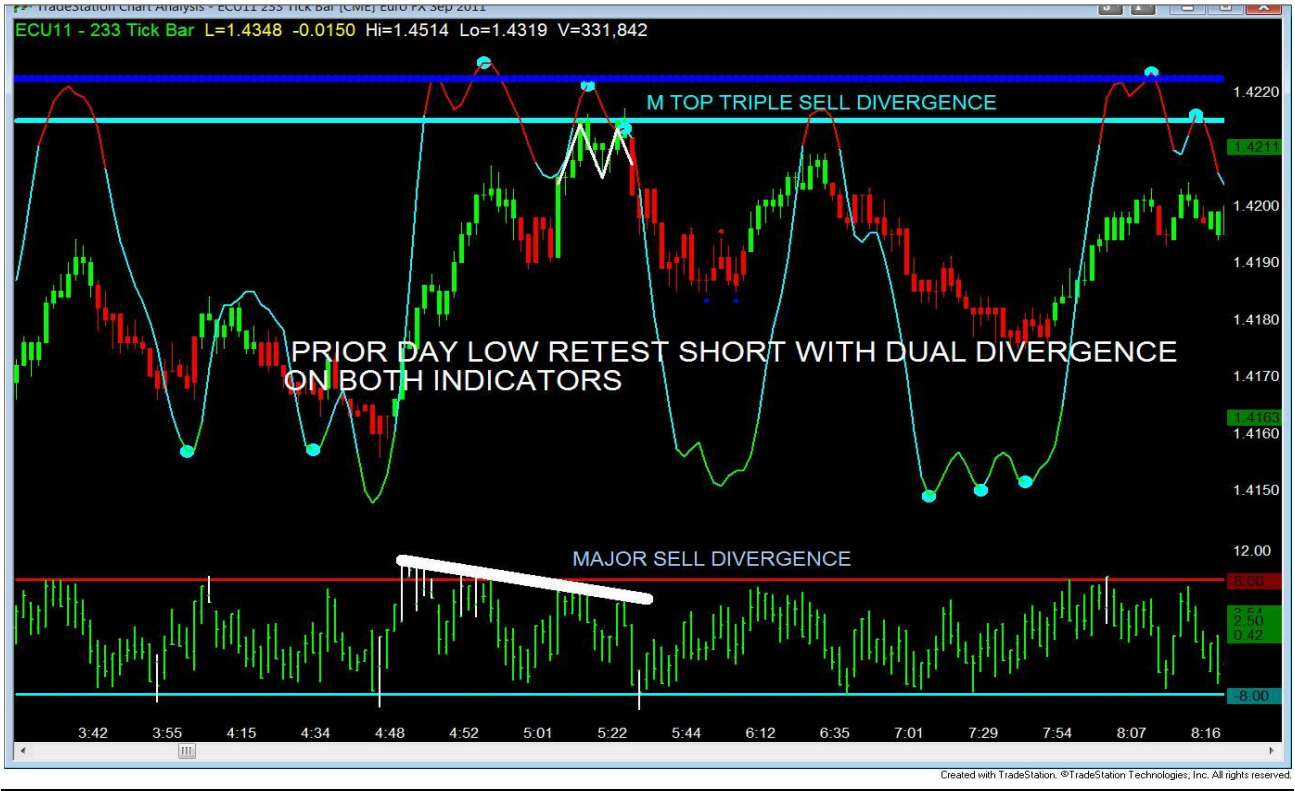 TradeStation Chart Analysis - ECU11 233 Tick Bar [CME] Euro FX Sep 2011
ECU11 - 233 Tick Bar L=1.4348 -0.0150 Hi=1.4514 Lo=1.4319 V=331,842
1.4220
M TOP TRIPLE SELL DIVERGENCE
1.4211
1.4200
1.4190
1.4180
PRIOR DAY LOW RETEST SHORT WITH DUAL DIVERGENCE
ON BOTH INDICATORS
1.4170
1.4163
1.4160
1.4150
12.00
MAJOR SELL DIVERGENCE
8.00
2.50
0.42
-8.00
3:42 3:55 4:15 4:34 4:48 4:52 5:01 5:22 5:44 6:12 6:35 7:01 7:29 7:54 8:07 8:16
Created with TradeStation. ©TradeStation Technologies, Inc. All rights reserved.